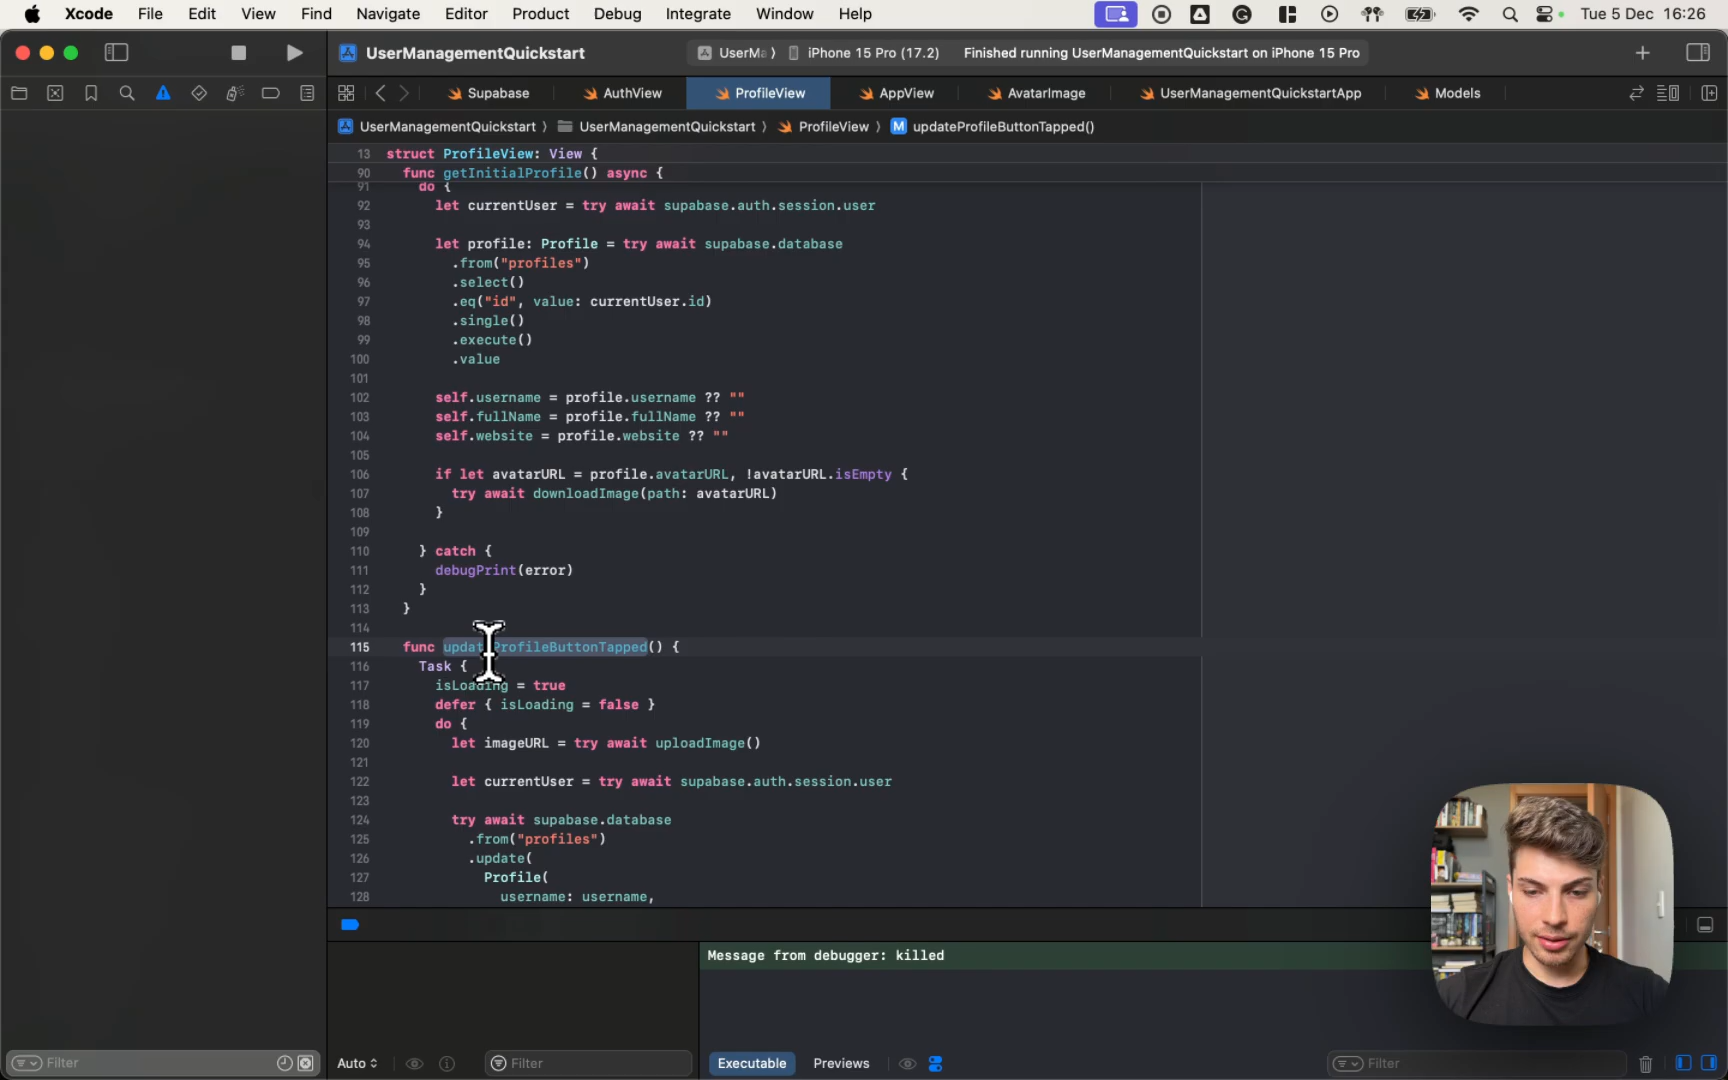 Xcode File Edit View Find Navigate Editor Product Debug Integrate Window Help Tue 5 Dec 16:26
UserManagementQuickstart UserMa iPhone 15 Pro (17.2) Finished running UserManagementQuickstart on iPhone 15 Pro
Supabase AuthView ProfileView AppView AvatarImage UserManagementQuickstartApp Models
UserManagementQuickstart UserManagementQuickstart ProfileView M updateProfileButtonTapped()
13 struct ProfileView: View {
90 func getInitialProfile() async {
91 do {
92 let currentUser = try await supabase.auth.session.user
93
94 let profile: Profile = try await supabase.database
95 .from("profiles")
96 .select()
97 .eq("id", value: currentUser.id)
98 .single()
99 .execute()
100 .value
101
102 self.username = profile.username ?? ""
103 self.fullName = profile.fullName ?? ""
104 self.website = profile.website ?? ""
105
106 if let avatarURL = profile.avatarURL, !avatarURL.isEmpty {
107 try await downloadImage(path: avatarURL)
108 }
109
110 } catch {
111 debugPrint(error)
112 }
113 }
114
115 func updateProfileButtonTapped() {
116 Task {
117 isLoading = true
118 defer { isLoading = false }
119 do {
120 let imageURL = try await uploadImage()
121
122 let currentUser = try await supabase.auth.session.user
123
124 try await supabase.database
125 .from("profiles")
126 .update(
127 Profile(
128 username: username,
Message from debugger: killed
Filter Auto Filter Executable Previews Filter